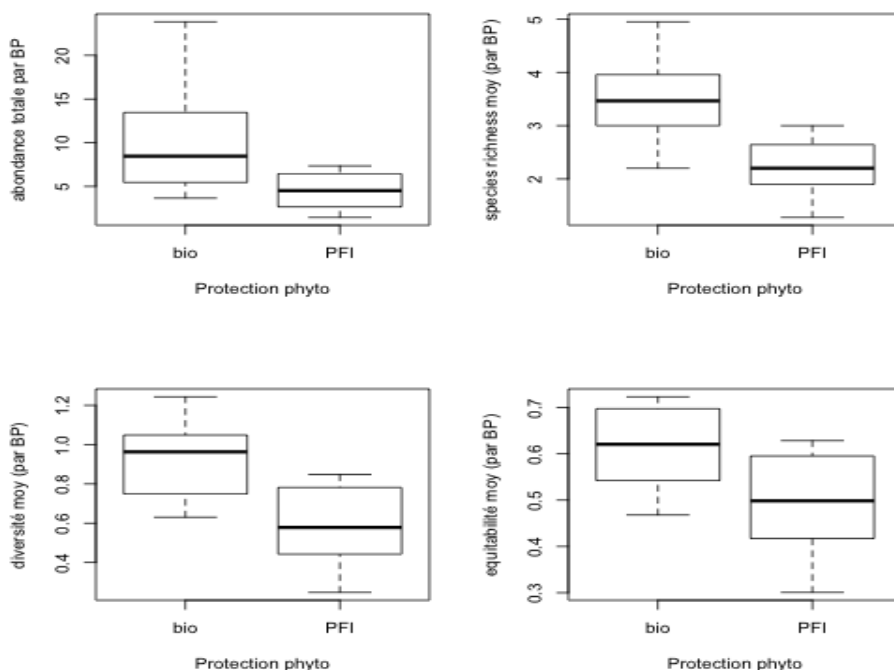 abondance totale par BP
20
15
10
5
bio PFI
Protection phyto
species richness moy (par BP)
5
4
3
2
bio PFI
Protection phyto
diversité moy (par BP)
1.2
1.0
0.8
0.6
0.4
bio PFI
Protection phyto
equitabilité moy (par BP)
0.7
0.6
0.5
0.4
0.3
bio PFI
Protection phyto